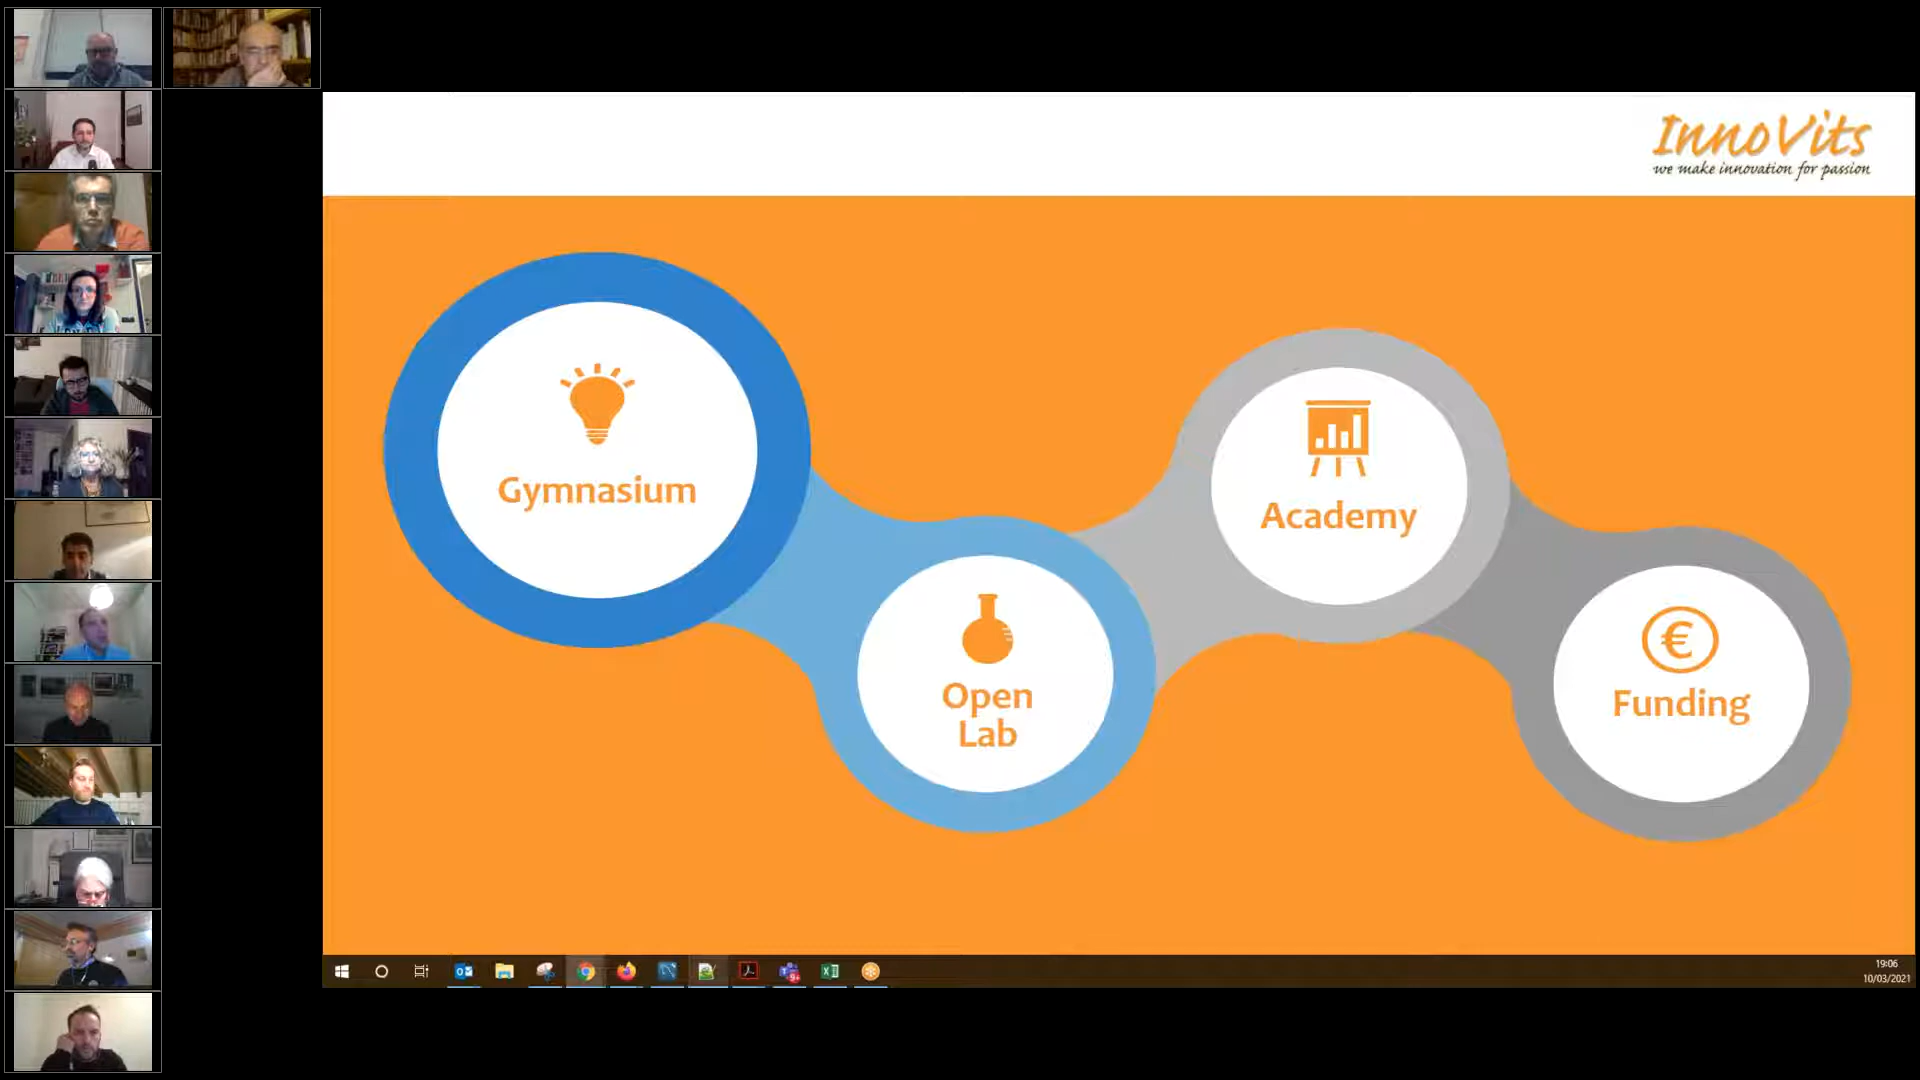 InnoVits
we make innovation for passion
Gymnasium
Open
Lab
Academy
€
Funding
19:06
10/03/2021